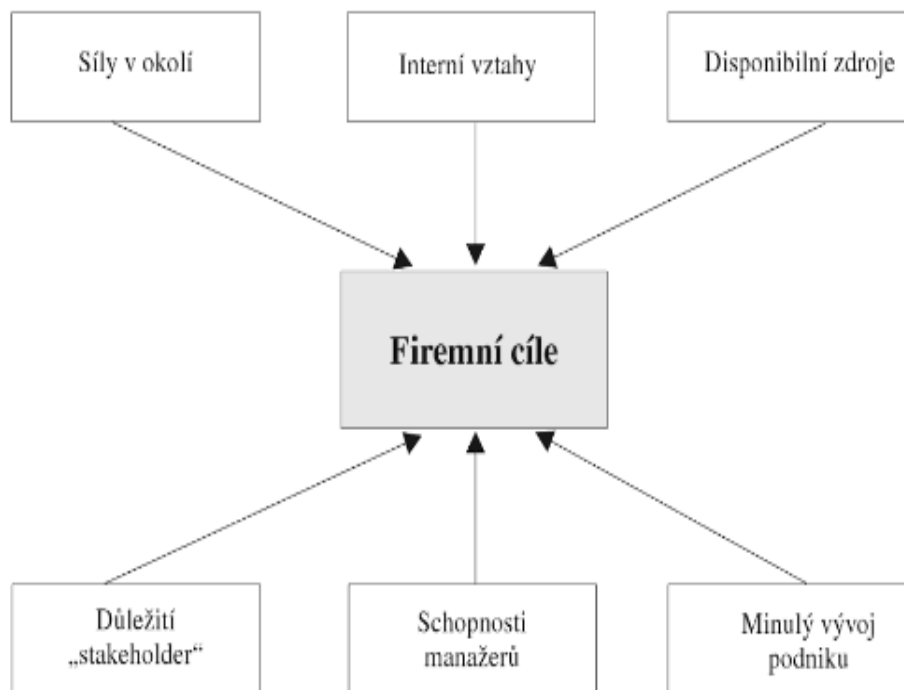 Síly v okolí
Interní vztahy
Disponibilní zdroje
Firemní cíle
Důležití
„stakeholder“
Schopnosti
manažerů
Minulý vývoj
podniku